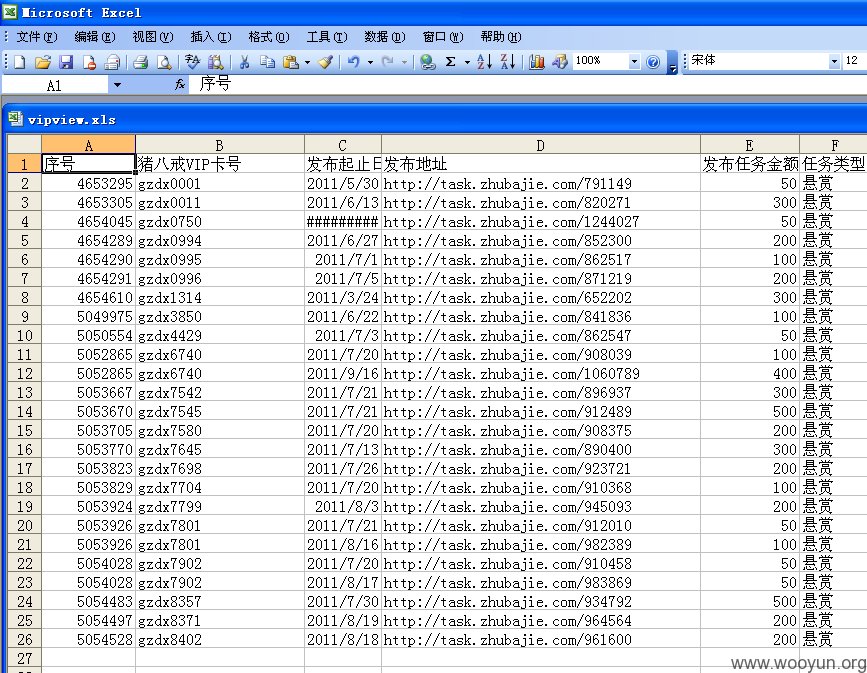 Microsoft Excel
文件(F) 编辑(E) 视图(V) 插入(I) 格式(O) 工具(T) 数据(D) 窗口(W) 帮助(H)
100% 宋体 12
A1 fx 序号
vipview.xls
A B C D E F
1 序号 猪八戒VIP卡号 发布起止日 发布地址 发布任务金额 任务类型
2 4653295 gzdx0001 2011/5/30 http://task.zhubajie.com/791149 50 悬赏
3 4653305 gzdx0011 2011/6/13 http://task.zhubajie.com/820271 300 悬赏
4 4654045 gzdx0750 ######### http://task.zhubajie.com/1244027 50 悬赏
5 4654289 gzdx0994 2011/6/27 http://task.zhubajie.com/852300 200 悬赏
6 4654290 gzdx0995 2011/7/1 http://task.zhubajie.com/862517 100 悬赏
7 4654291 gzdx0996 2011/7/5 http://task.zhubajie.com/871219 200 悬赏
8 4654610 gzdx1314 2011/3/24 http://task.zhubajie.com/652202 300 悬赏
9 5049975 gzdx3850 2011/6/22 http://task.zhubajie.com/841836 100 悬赏
10 5050554 gzdx4429 2011/7/3 http://task.zhubajie.com/862547 50 悬赏
11 5052865 gzdx6740 2011/7/20 http://task.zhubajie.com/908039 100 悬赏
12 5052865 gzdx6740 2011/9/16 http://task.zhubajie.com/1060789 400 悬赏
13 5053667 gzdx7542 2011/7/21 http://task.zhubajie.com/896937 300 悬赏
14 5053670 gzdx7545 2011/7/21 http://task.zhubajie.com/912489 500 悬赏
15 5053705 gzdx7580 2011/7/20 http://task.zhubajie.com/908375 200 悬赏
16 5053770 gzdx7645 2011/7/13 http://task.zhubajie.com/890400 300 悬赏
17 5053823 gzdx7698 2011/7/26 http://task.zhubajie.com/923721 200 悬赏
18 5053829 gzdx7704 2011/7/20 http://task.zhubajie.com/910368 100 悬赏
19 5053924 gzdx7799 2011/8/3 http://task.zhubajie.com/945093 200 悬赏
20 5053926 gzdx7801 2011/7/21 http://task.zhubajie.com/912010 50 悬赏
21 5053926 gzdx7801 2011/8/16 http://task.zhubajie.com/982389 100 悬赏
22 5054028 gzdx7902 2011/7/20 http://task.zhubajie.com/910458 50 悬赏
23 5054028 gzdx7902 2011/8/17 http://task.zhubajie.com/983869 50 悬赏
24 5054483 gzdx8357 2011/7/30 http://task.zhubajie.com/934792 500 悬赏
25 5054497 gzdx8371 2011/8/19 http://task.zhubajie.com/964564 200 悬赏
26 5054528 gzdx8402 2011/8/18 http://task.zhubajie.com/961600 200 悬赏
27
www.wooyun.org